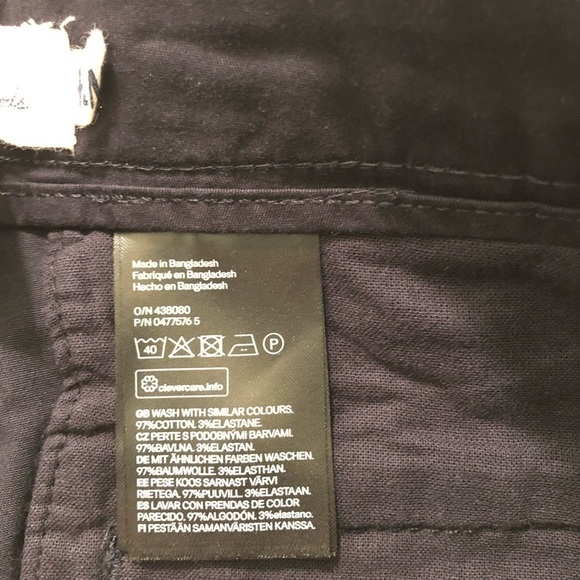 Made in Bangladesh
Fabriqué en Bangladesh
Hecho en Bangladesh
O/N 438080
P/N 0477576 5
40 P
clevercare.info
GB WASH WITH SIMILAR COLOURS.
97%COTTON. 3%ELASTANE.
CZ PERTE S PODOBNÝMI BARVAMI.
97%BAVLNA. 3%ELASTAN.
DE MIT ÄHNLICHEN FARBEN WASCHEN.
97%BAUMWOLLE. 3%ELASTHAN.
EE PESE KOOS SARNAST VÄRVI
RIIETEGA. 97%PUUVILL. 3%ELASTAAN.
ES LAVAR CON PRENDAS DE COLOR
PARECIDO. 97%ALGODÓN. 3%elastano.
FI PESTÄÄN SAMANVÄRISTEN KANSSA.